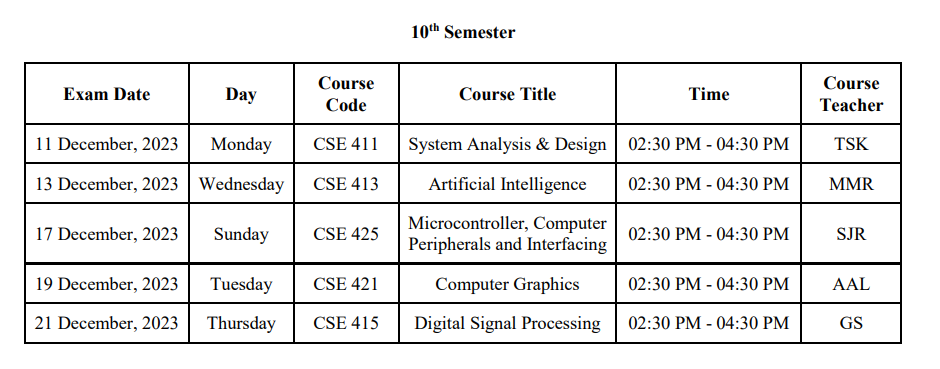 10th Semester
Exam Date Day Course Code Course Title Time Course Teacher
11 December, 2023 Monday CSE 411 System Analysis & Design 02:30 PM - 04:30 PM TSK
13 December, 2023 Wednesday CSE 413 Artificial Intelligence 02:30 PM - 04:30 PM MMR
17 December, 2023 Sunday CSE 425 Microcontroller, Computer Peripherals and Interfacing 02:30 PM - 04:30 PM SJR
19 December, 2023 Tuesday CSE 421 Computer Graphics 02:30 PM - 04:30 PM AAL
21 December, 2023 Thursday CSE 415 Digital Signal Processing 02:30 PM - 04:30 PM GS